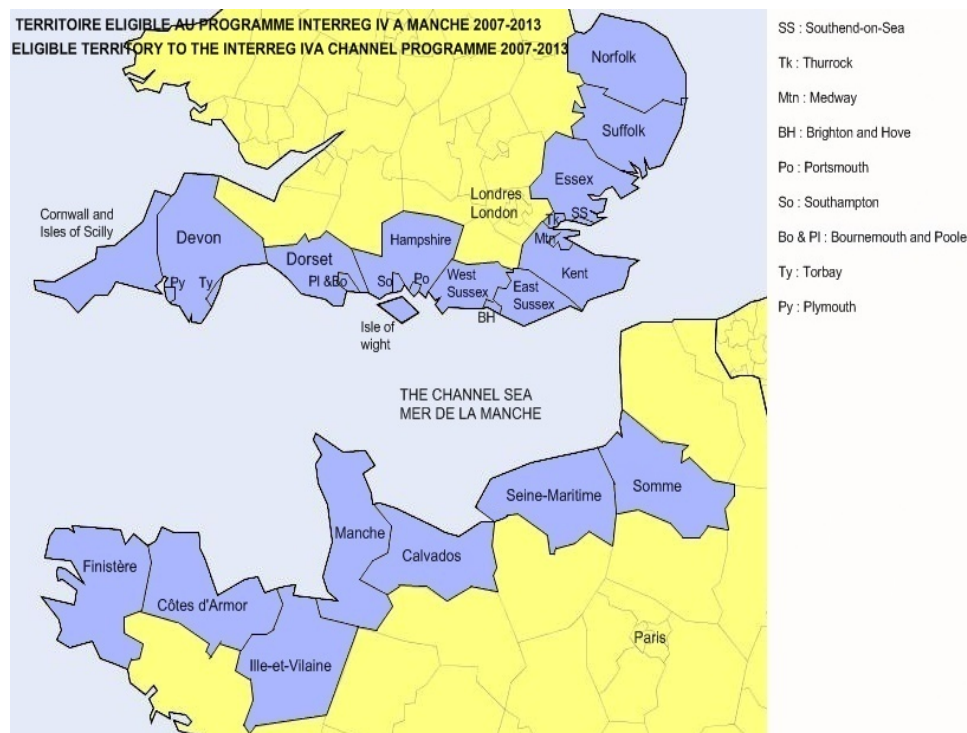 TERRITOIRE ELIGIBLE AU PROGRAMME INTERREG IV A MANCHE 2007-2013
ELIGIBLE TERRITORY TO THE INTERREG IVA CHANNEL PROGRAMME 2007-2013
SS : Southend-on-Sea
Tk : Thurrock
Mtn : Medway
BH : Brighton and Hove
Po : Portsmouth
So : Southampton
Bo & Pl : Bournemouth and Poole
Ty : Torbay
Py : Plymouth
Norfolk
Suffolk
Essex
Londres
London
SS
Tk
Mtn
Cornwall and
Isles of Scilly
Devon
Hampshire
Dorset
Kent
West
Sussex
East
Sussex
Py
Ty
Pl &Bo
So
Po
BH
Isle of
wight
THE CHANNEL SEA
MER DE LA MANCHE
Somme
Seine-Maritime
Manche
Calvados
Finistère
Côtes d'Armor
Ille-et-Vilaine
Paris